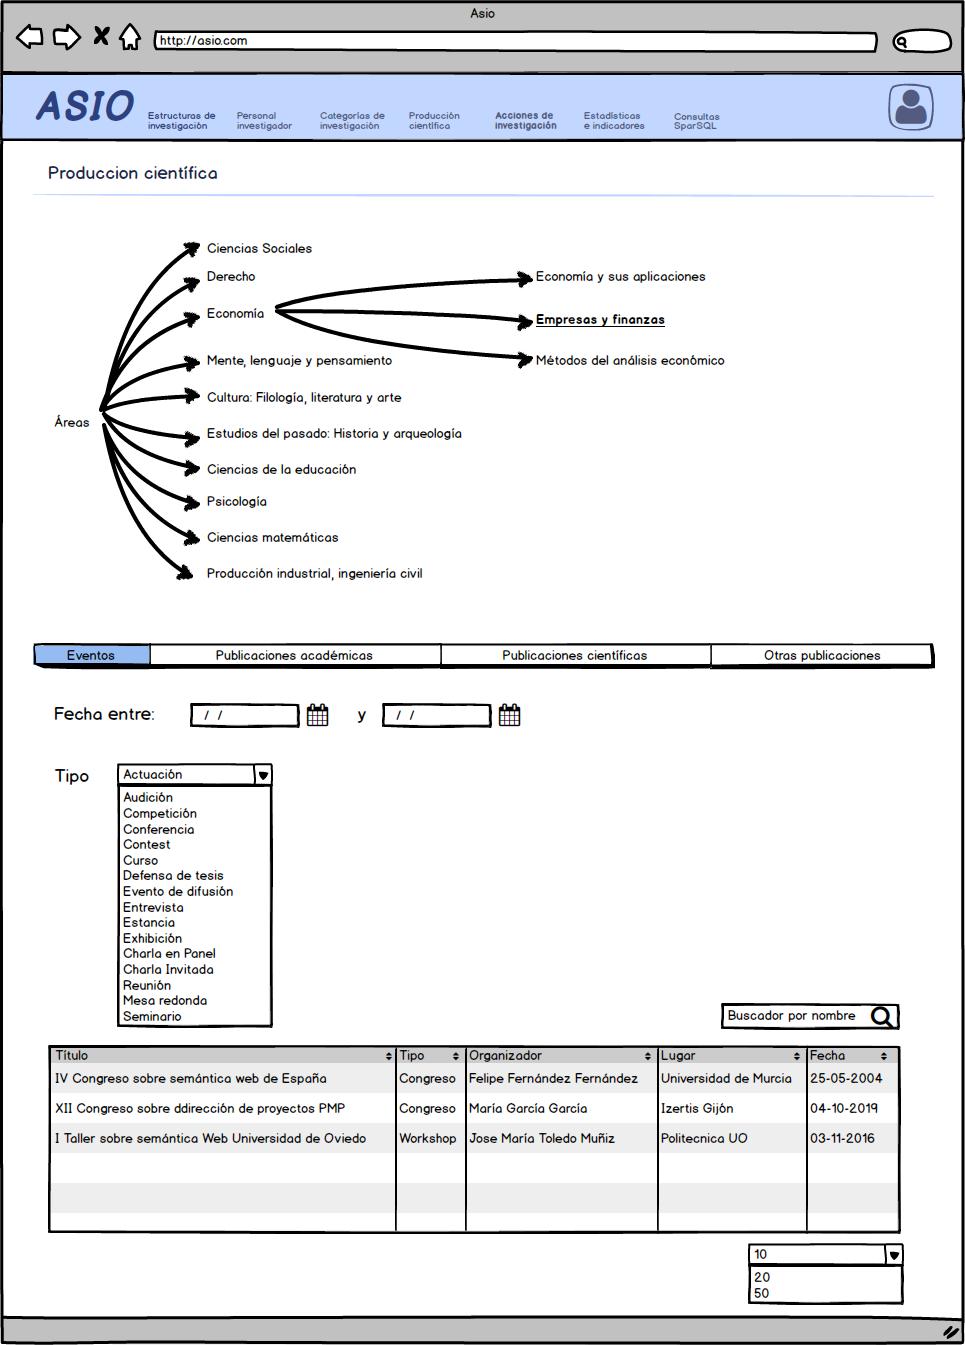 Asio
http://asio.com
ASIO
Estructuras de
investigación
Personal
investigador
Categorías de
investigación
Producción
científica
Acciones de
investigación
Estadísticas
e indicadores
Consultas
SparSQL
Produccion científica
Áreas
Ciencias Sociales
Derecho
Economía
Mente, lenguaje y pensamiento
Cultura: Filología, literatura y arte
Estudios del pasado: Historia y arqueología
Ciencias de la educación
Psicología
Ciencias matemáticas
Producción industrial, ingeniería civil
Economía y sus aplicaciones
Empresas y finanzas
Métodos del análisis económico
Eventos Publicaciones académicas Publicaciones científicas Otras publicaciones
Fecha entre: / / y / /
Tipo Actuación
Audición
Competición
Conferencia
Contest
Curso
Defensa de tesis
Evento de difusión
Entrevista
Estancia
Exhibición
Charla en Panel
Charla Invitada
Reunión
Mesa redonda
Seminario
Buscador por nombre
Título Tipo Organizador Lugar Fecha
IV Congreso sobre semántica web de España Congreso Felipe Fernández Fernández Universidad de Murcia 25-05-2004
XII Congreso sobre ddirección de proyectos PMP Congreso María García García Izertis Gijón 04-10-2019
I Taller sobre semántica Web Universidad de Oviedo Workshop Jose María Toledo Muñiz Politecnica UO 03-11-2016
10
20
50